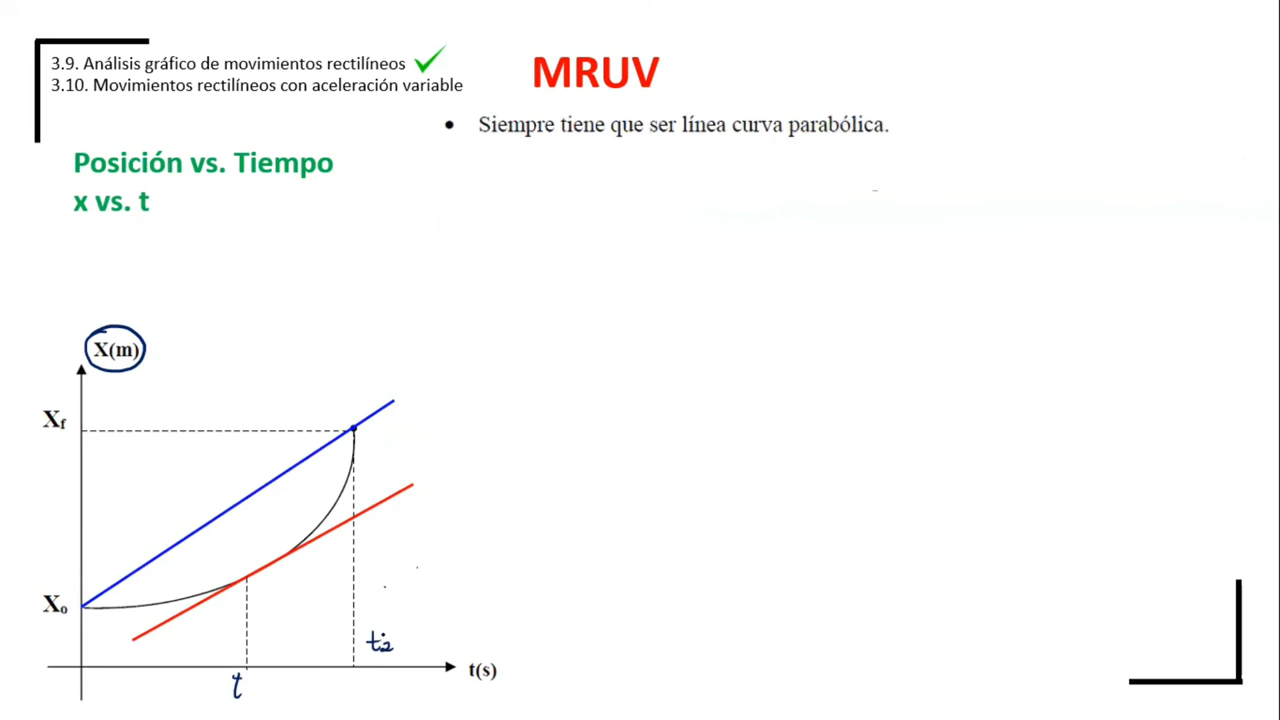 3.9. Análisis gráfico de movimientos rectilíneos
3.10. Movimientos rectilíneos con aceleración variable
MRUV
• Siempre tiene que ser línea curva parabólica.
Posición vs. Tiempo
x vs. t
X(m)
Xf
Xo
t2
t(s)
t